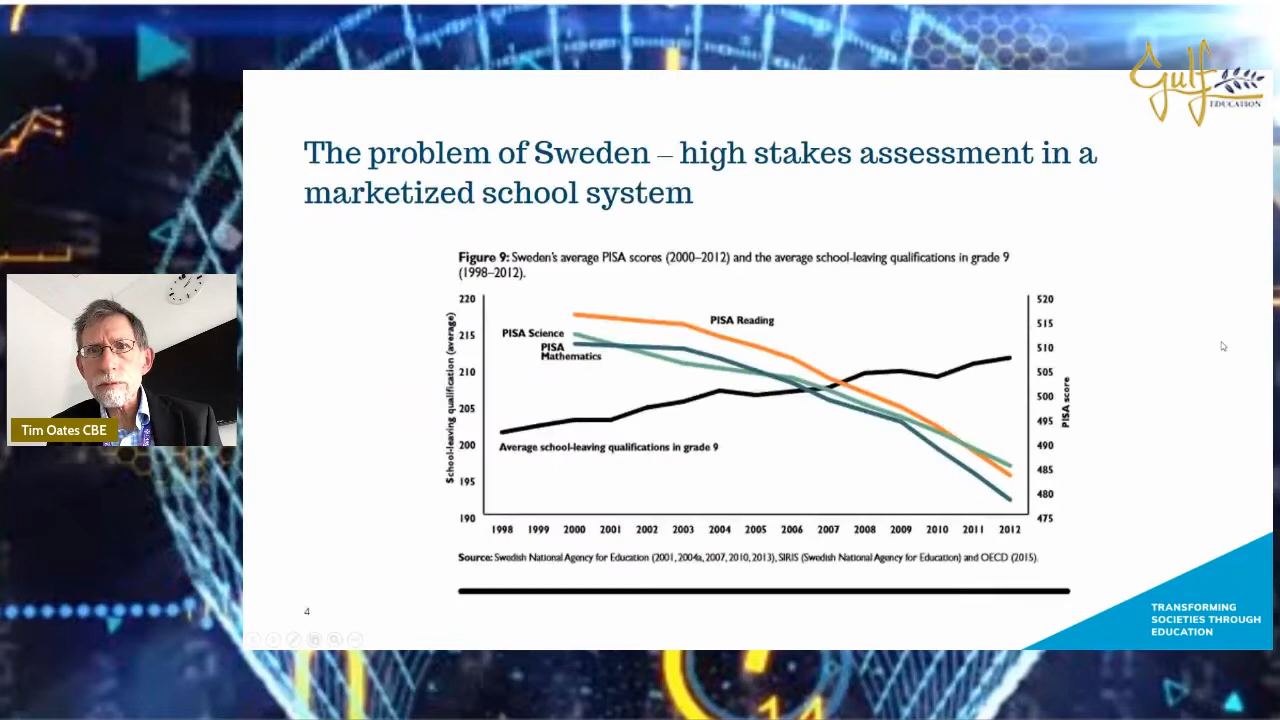 Gulf
EDUCATION
The problem of Sweden – high stakes assessment in a
marketized school system
Figure 9: Sweden's average PISA scores (2000–2012) and the average school-leaving qualifications in grade 9
(1998–2012).
School-leaving qualification (average)
220
215
210
205
200
195
190
PISA Science
PISA
Mathematics
PISA Reading
Average school-leaving qualifications in grade 9
520
515
510
505
500
495
490
485
480
475
PISA score
1998 1999 2000 2001 2002 2003 2004 2005 2006 2007 2008 2009 2010 2011 2012
Source: Swedish National Agency for Education (2001, 2004a, 2007, 2010, 2013), SIRIS (Swedish National Agency for Education) and OECD (2015).
4
TRANSFORMING
SOCIETIES THROUGH
EDUCATION
Tim Oates CBE
14